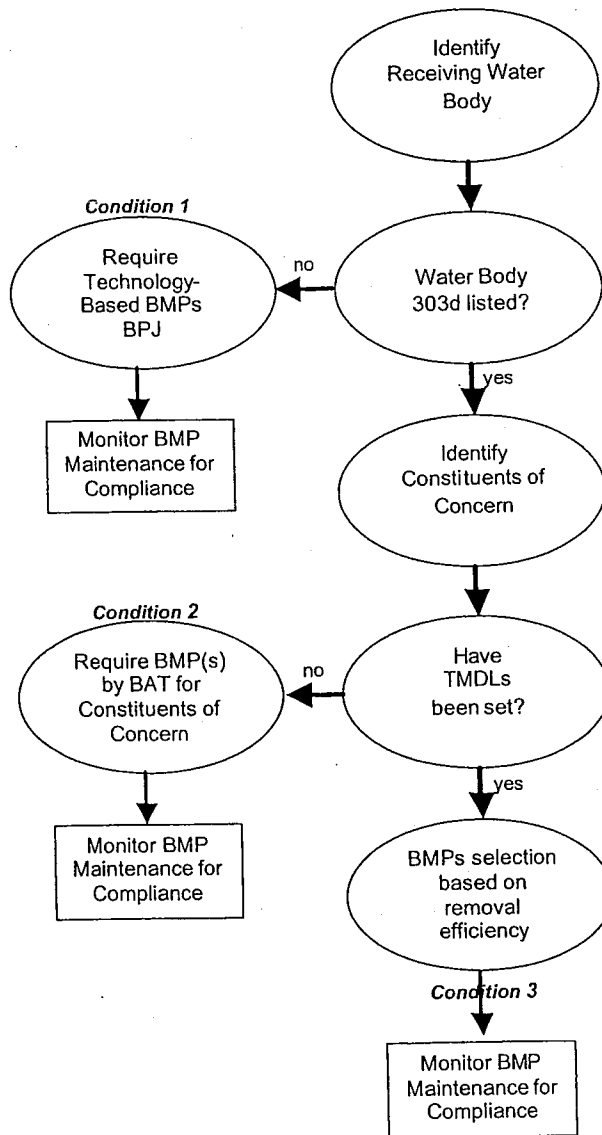 Identify
Receiving Water
Body
Condition 1
Require
Technology-
Based BMPs
BPJ
no
Water Body
303d listed?
yes
Monitor BMP
Maintenance for
Compliance
Identify
Constituents of
Concern
Condition 2
Require BMP(s)
by BAT for
Constituents of
Concern
no
Have
TMDLs
been set?
yes
Monitor BMP
Maintenance for
Compliance
BMPs selection
based on
removal
efficiency
Condition 3
Monitor BMP
Maintenance for
Compliance